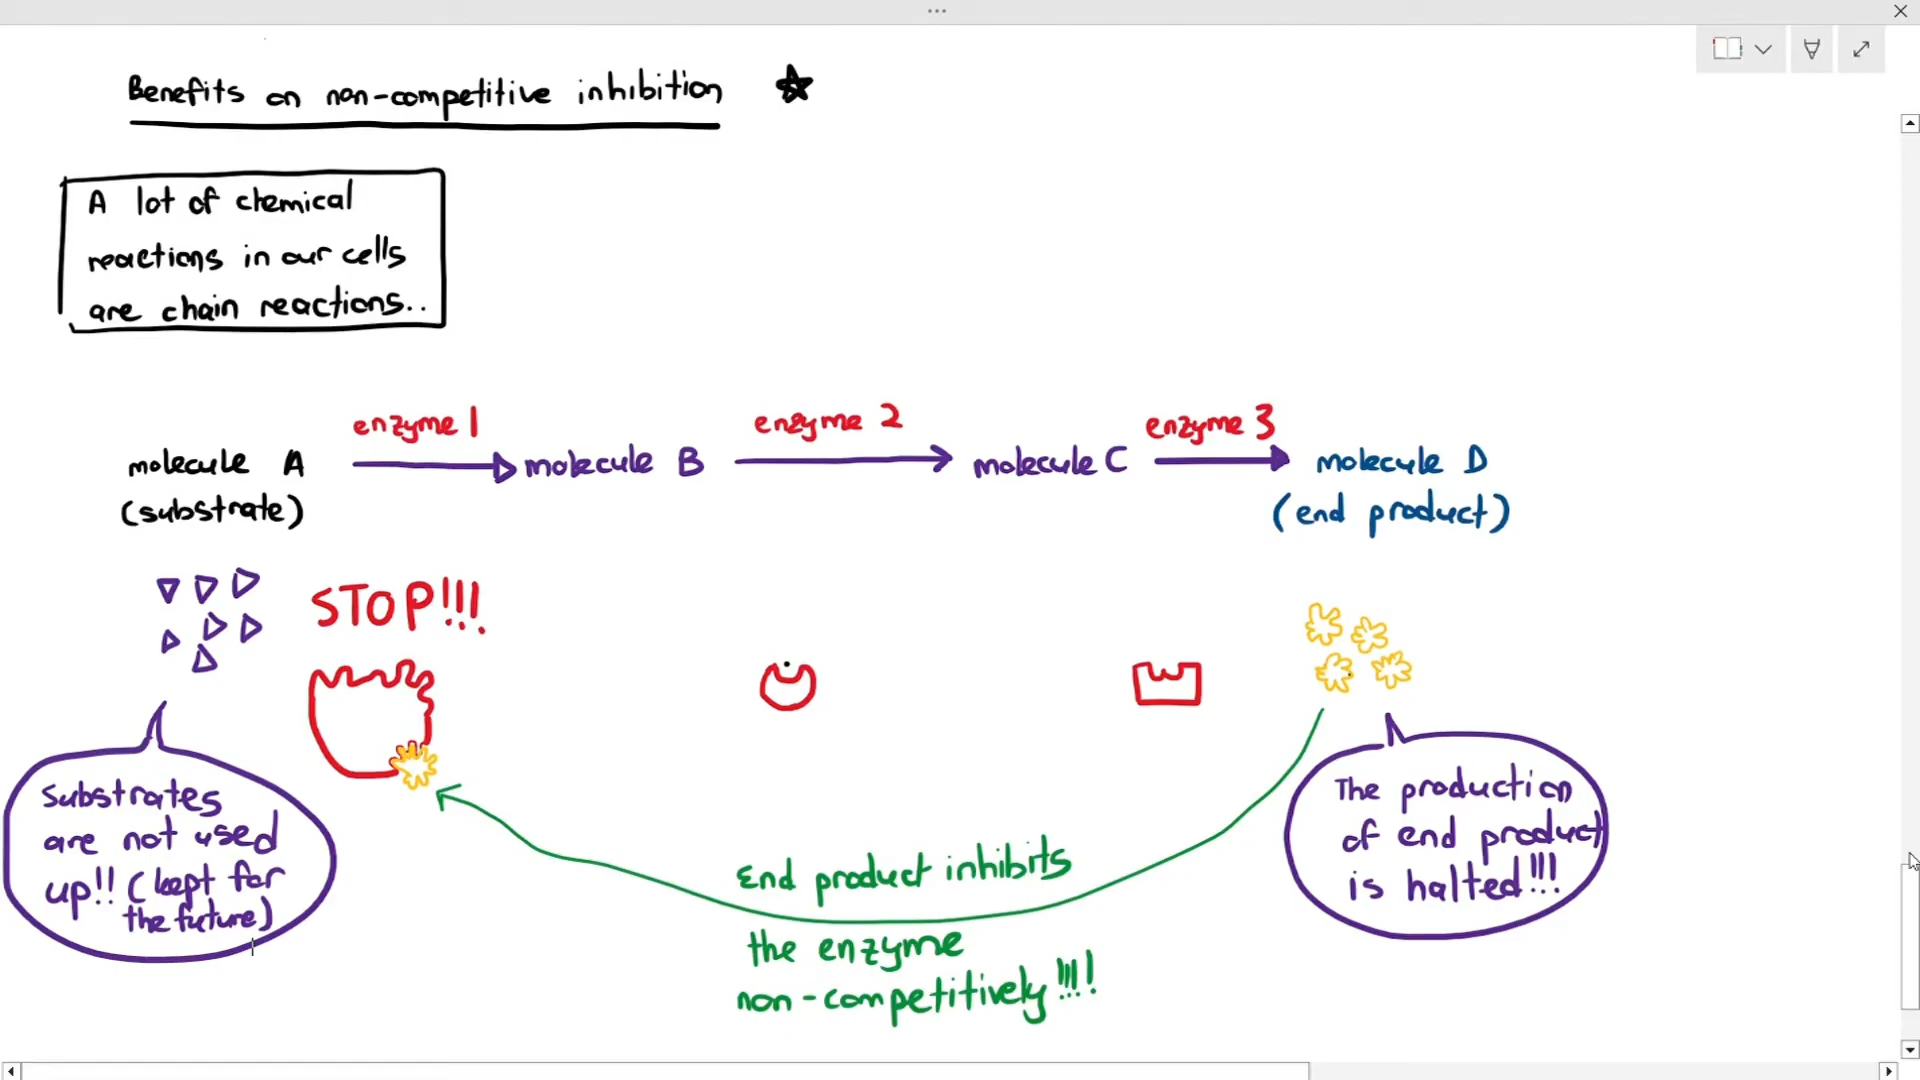 Benefits on non-competitive inhibition
A lot of chemical
reactions in our cells
are chain reactions..
enzyme 1
enzyme 2
enzyme 3
molecule A
molecule B
molecule C
molecule D
(substrate)
(end product)
STOP!!!
Substrates
are not used
up!! (kept for
the future)
The production
of end product
is halted!!!
End product inhibits
the enzyme
non-competitively!!!!